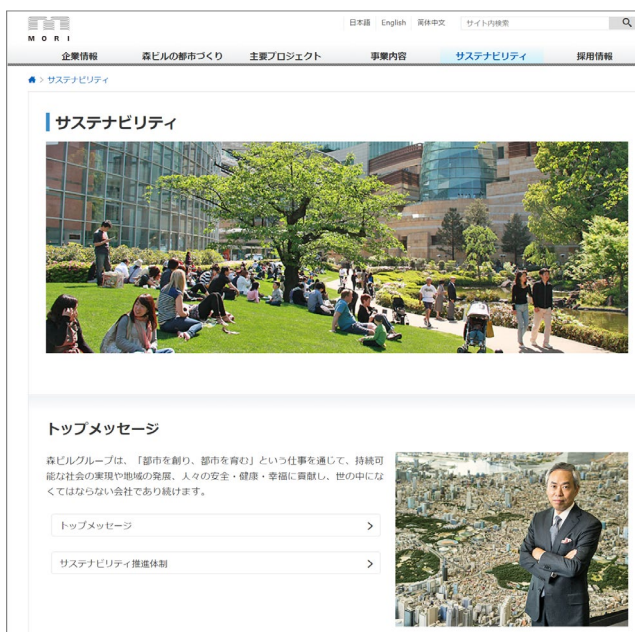 日本語 English 简体中文 サイト内検索
MORI
企業情報 森ビルの都市づくり 主要プロジェクト 事業内容 サステナビリティ 採用情報
> サステナビリティ
サステナビリティ
トップメッセージ
森ビルグループは、「都市を創り、都市を育む」という仕事を通じて、持続可
能な社会の実現や地域の発展、人々の安全・健康・幸福に貢献し、世の中にな
くてはならない会社であり続けます。
トップメッセージ
サステナビリティ推進体制